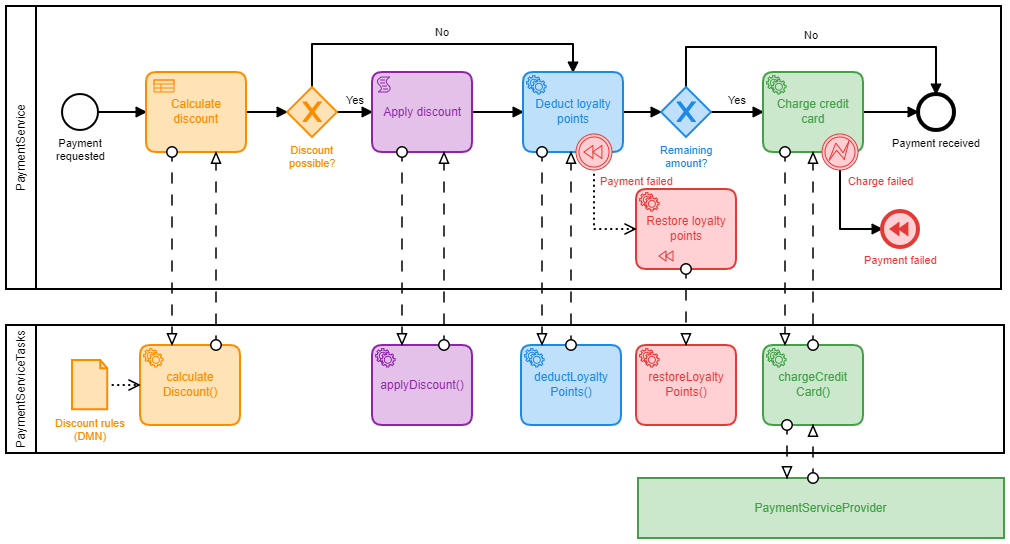 PaymentService
No
No
Calculate
discount
Yes
Apply discount
Deduct loyalty
points
Yes
Charge credit
card
Payment
requested
Discount
possible?
Remaining
amount?
Payment received
Payment failed
Charge failed
Restore loyalty
points
Payment failed
PaymentServiceTasks
calculate
Discount()
applyDiscount()
deductLoyalty
Points()
restoreLoyalty
Points()
chargeCredit
Card()
Discount rules
(DMN)
PaymentServiceProvider